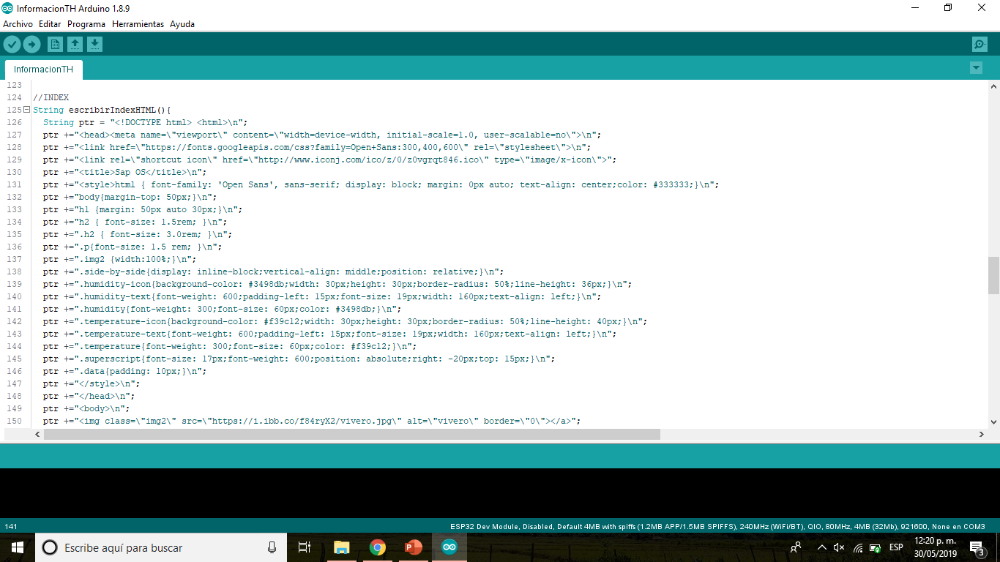 InformacionTH Arduino 1.8.9
Archivo Editar Programa Herramientas Ayuda
InformacionTH
123
124 //INDEX
125 String escribirIndexHTML(){
126 String ptr = "<!DOCTYPE html> <html>\n";
127 ptr +="<head><meta name=\"viewport\" content=\"width=device-width, initial-scale=1.0, user-scalable=no\">\n";
128 ptr +="<link href=\"https://fonts.googleapis.com/css?family=Open+Sans:300,400,600\" rel=\"stylesheet\">\n";
129 ptr +="<link rel=\"shortcut icon\" href=\"http://www.iconj.com/ico/z/0/z0vgrqt846.ico\" type=\"image/x-icon\">";
130 ptr +="<title>Sap OS</title>\n";
131 ptr +="<style>html { font-family: 'Open Sans', sans-serif; display: block; margin: 0px auto; text-align: center;color: #333333;}\n";
132 ptr +="body{margin-top: 50px;}\n";
133 ptr +="h1 {margin: 50px auto 30px;}\n";
134 ptr +="h2 { font-size: 1.5rem; }\n";
135 ptr +=".h2 { font-size: 3.0rem; }\n";
136 ptr +=".p{font-size: 1.5 rem; }\n";
137 ptr +=".img2 {width:100%;}\n";
138 ptr +=".side-by-side{display: inline-block;vertical-align: middle;position: relative;}\n";
139 ptr +=".humidity-icon{background-color: #3498db;width: 30px;height: 30px;border-radius: 50%;line-height: 36px;}\n";
140 ptr +=".humidity-text{font-weight: 600;padding-left: 15px;font-size: 19px;width: 160px;text-align: left;}\n";
141 ptr +=".humidity{font-weight: 300;font-size: 60px;color: #3498db;}\n";
142 ptr +=".temperature-icon{background-color: #f39c12;width: 30px;height: 30px;border-radius: 50%;line-height: 40px;}\n";
143 ptr +=".temperature-text{font-weight: 600;padding-left: 15px;font-size: 19px;width: 160px;text-align: left;}\n";
144 ptr +=".temperature{font-weight: 300;font-size: 60px;color: #f39c12;}\n";
145 ptr +=".superscript{font-size: 17px;font-weight: 600;position: absolute;right: -20px;top: 15px;}\n";
146 ptr +=".data{padding: 10px;}\n";
147 ptr +="</style>\n";
148 ptr +="</head>\n";
149 ptr +="<body>\n";
150 ptr +="<img class=\"img2\" src=\"https://i.ibb.co/f84ryX2/vivero.jpg\" alt=\"vivero\" border=\"0\"></a>";
141 ESP32 Dev Module, Disabled, Default 4MB with spiffs (1.2MB APP/1.5MB SPIFFS), 240MHz (WiFi/BT), QIO, 80MHz, 4MB (32Mb), 921600, None en COM3
Escribe aquí para buscar
ESP
12:20 p. m.
30/05/2019
3